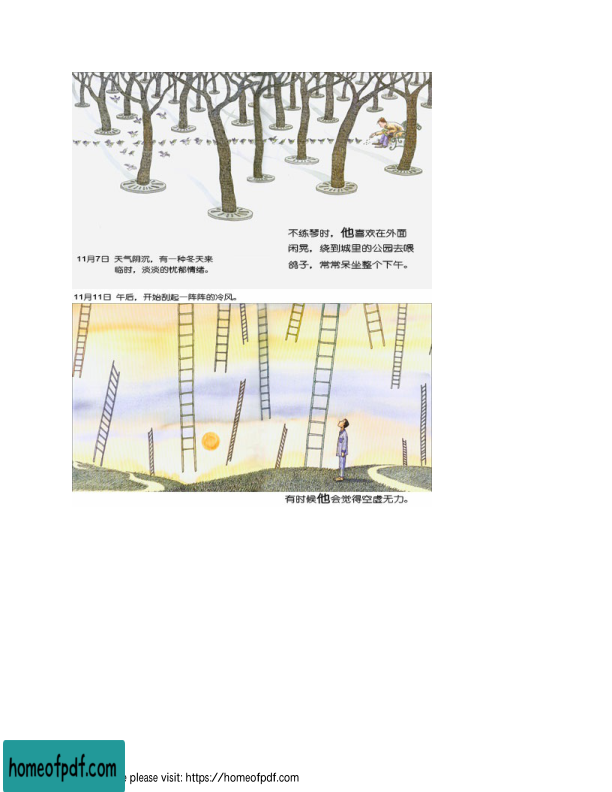 不练琴时，他喜欢在外面
闲晃，绕到城里的公园去喂
鸽子，常常呆坐整个下午。
11月7日 天气阴沉，有一种冬天来
临时，淡淡的忧郁情绪。
11月11日 午后，开始刮起一阵阵的冷风。
有时候他会觉得空虚无力。
homeofpdf.com
please visit: https://homeofpdf.com